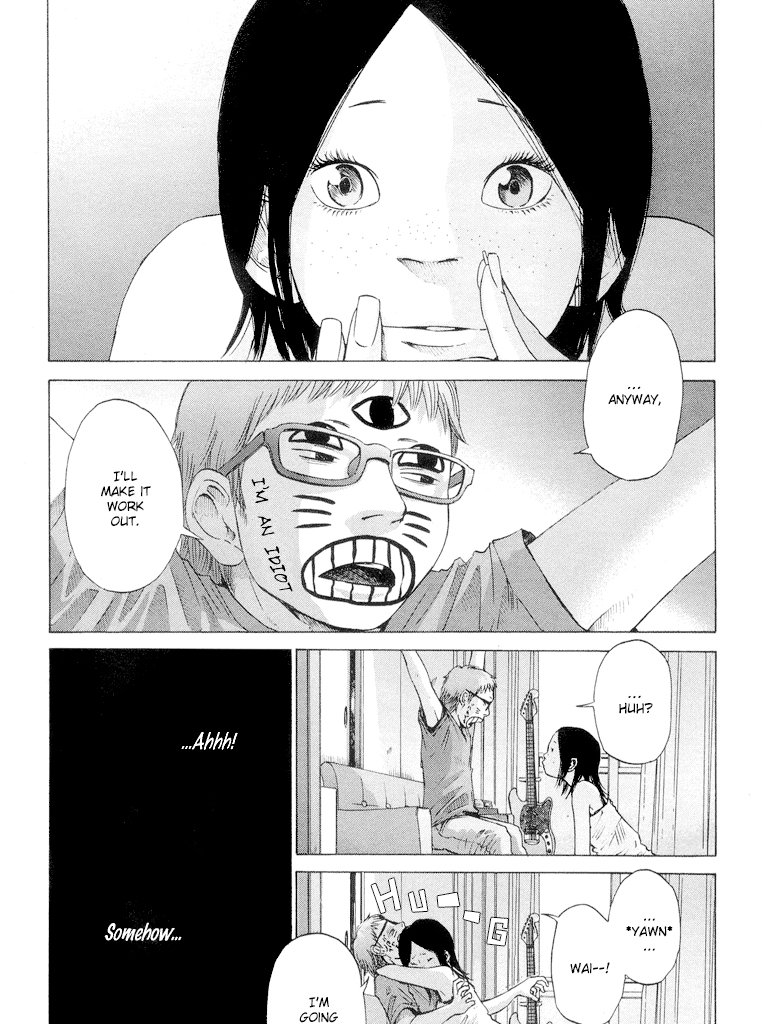 ...
ANYWAY,
I'LL
MAKE IT
WORK
OUT.
I'M AN IDIOT
...
HUH?
...Ahhh!
Somehow...
HU--G
...
*YAWN*
...
WAI--!
I'M
GOING